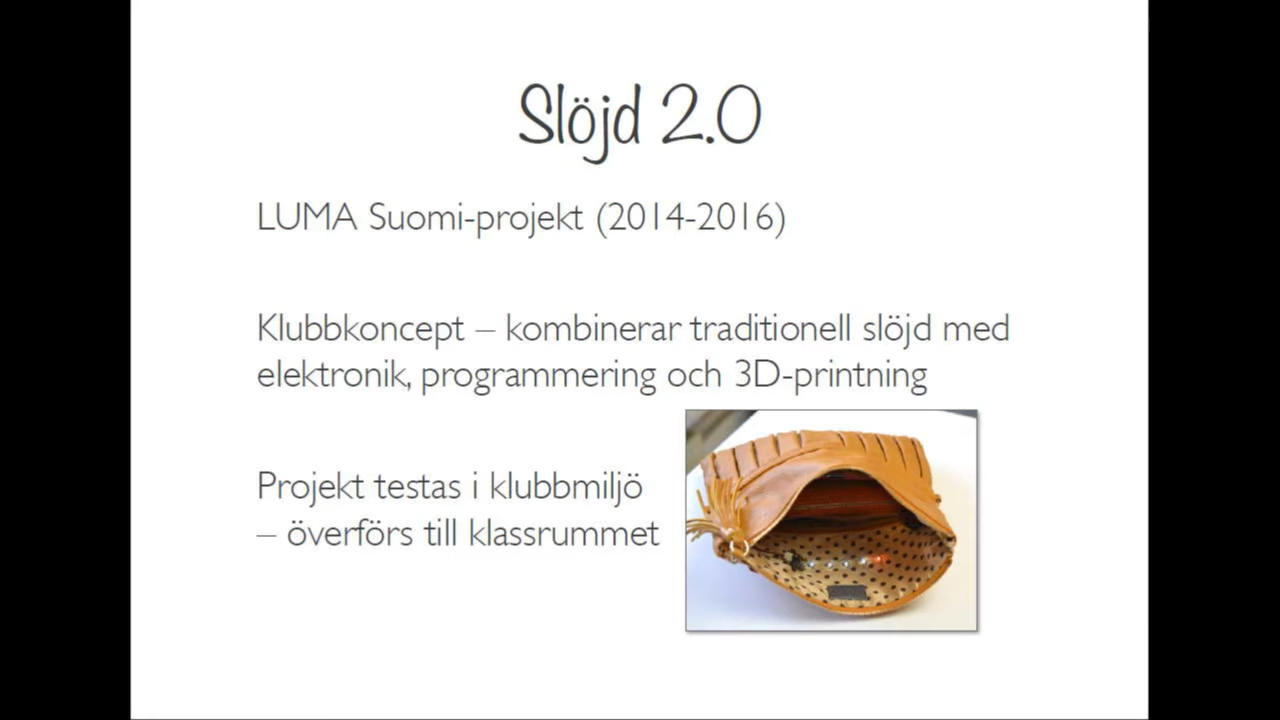 Slöjd 2.0
LUMA Suomi-projekt (2014-2016)
Klubbkoncept – kombinerar traditionell slöjd med
elektronik, programmering och 3D-printning
Projekt testas i klubbmiljö
– överförs till klassrummet